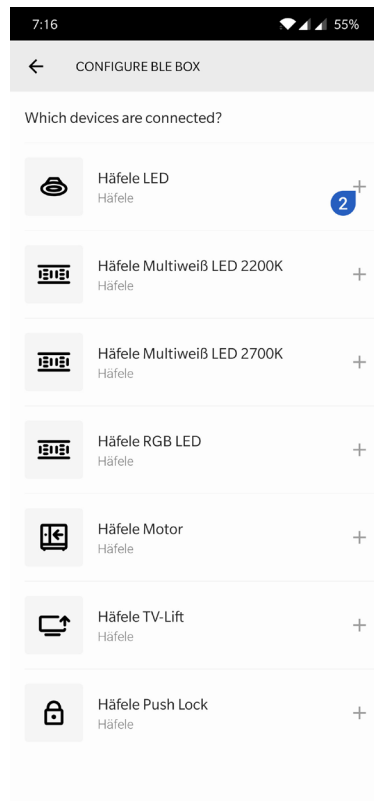 7:16 55%
CONFIGURE BLE BOX
Which devices are connected?
Häfele LED
Häfele
2
Häfele Multiweiß LED 2200K
Häfele
Häfele Multiweiß LED 2700K
Häfele
Häfele RGB LED
Häfele
Häfele Motor
Häfele
Häfele TV-Lift
Häfele
Häfele Push Lock
Häfele